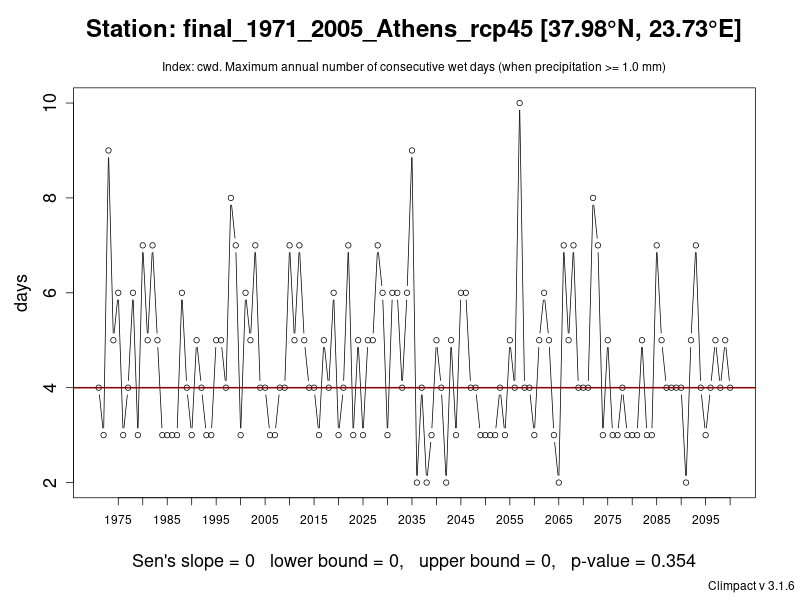 Station: final_1971_2005_Athens_rcp45 [37.98°N, 23.73°E]
Index: cwd. Maximum annual number of consecutive wet days (when precipitation >= 1.0 mm)
10
8
6
4
2
days
1975 1985 1995 2005 2015 2025 2035 2045 2055 2065 2075 2085 2095
Sen's slope = 0 lower bound = 0, upper bound = 0, p-value = 0.354
Climpact v 3.1.6